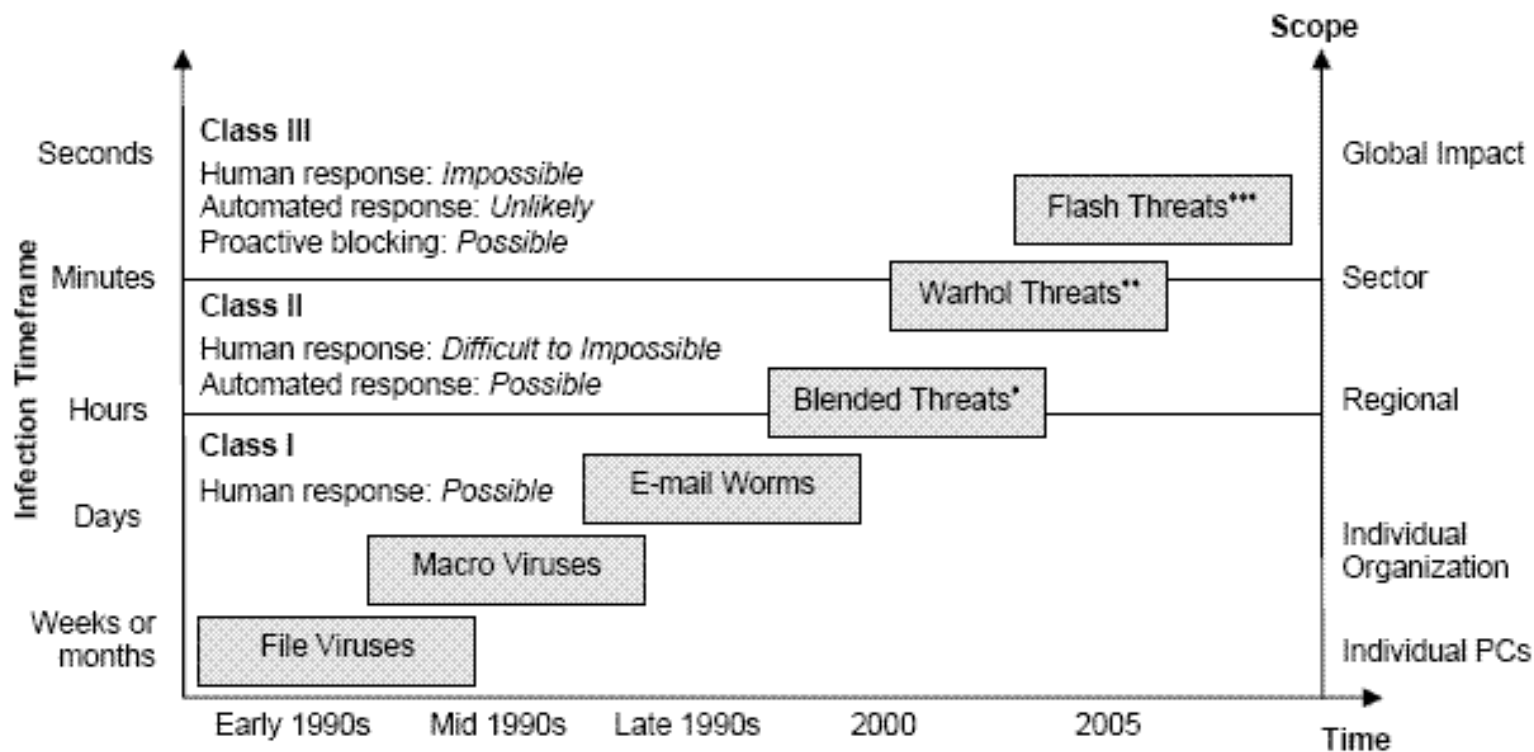 Scope
Class III
Seconds
Global Impact
Human response: Impossible
Automated response: Unlikely
Flash Threats***
Proactive blocking: Possible
Minutes
Warhol Threats**
Sector
Class II
Human response: Difficult to Impossible
Automated response: Possible
Blended Threats*
Hours
Regional
Infection Timeframe
Class I
Human response: Possible
E-mail Worms
Days
Individual
Organization
Macro Viruses
Weeks or
months
File Viruses
Individual PCs
Early 1990s
Mid 1990s
Late 1990s
2000
2005
Time